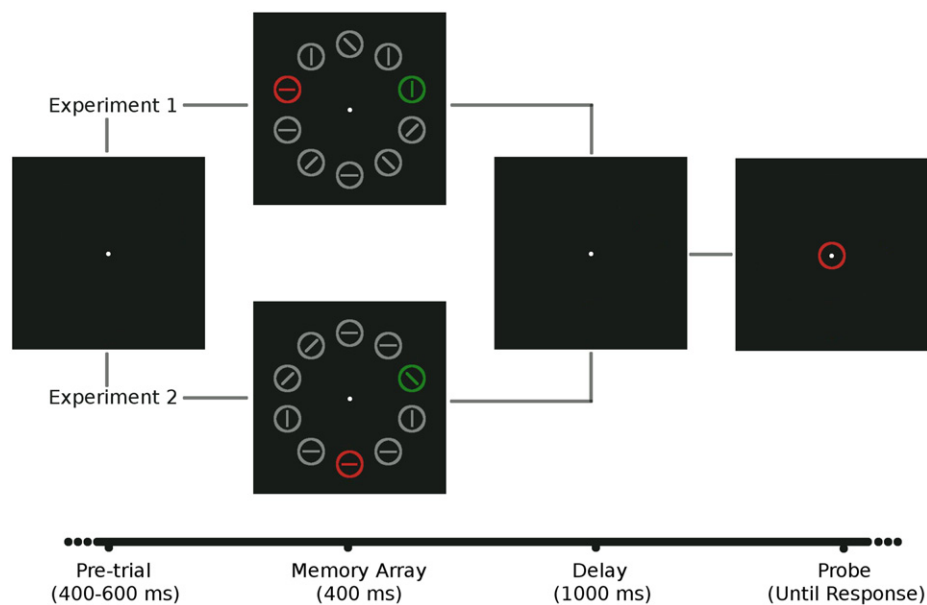 Experiment 1
Experiment 2
Pre-trial
(400-600 ms)
Memory Array
(400 ms)
Delay
(1000 ms)
Probe
(Until Response)